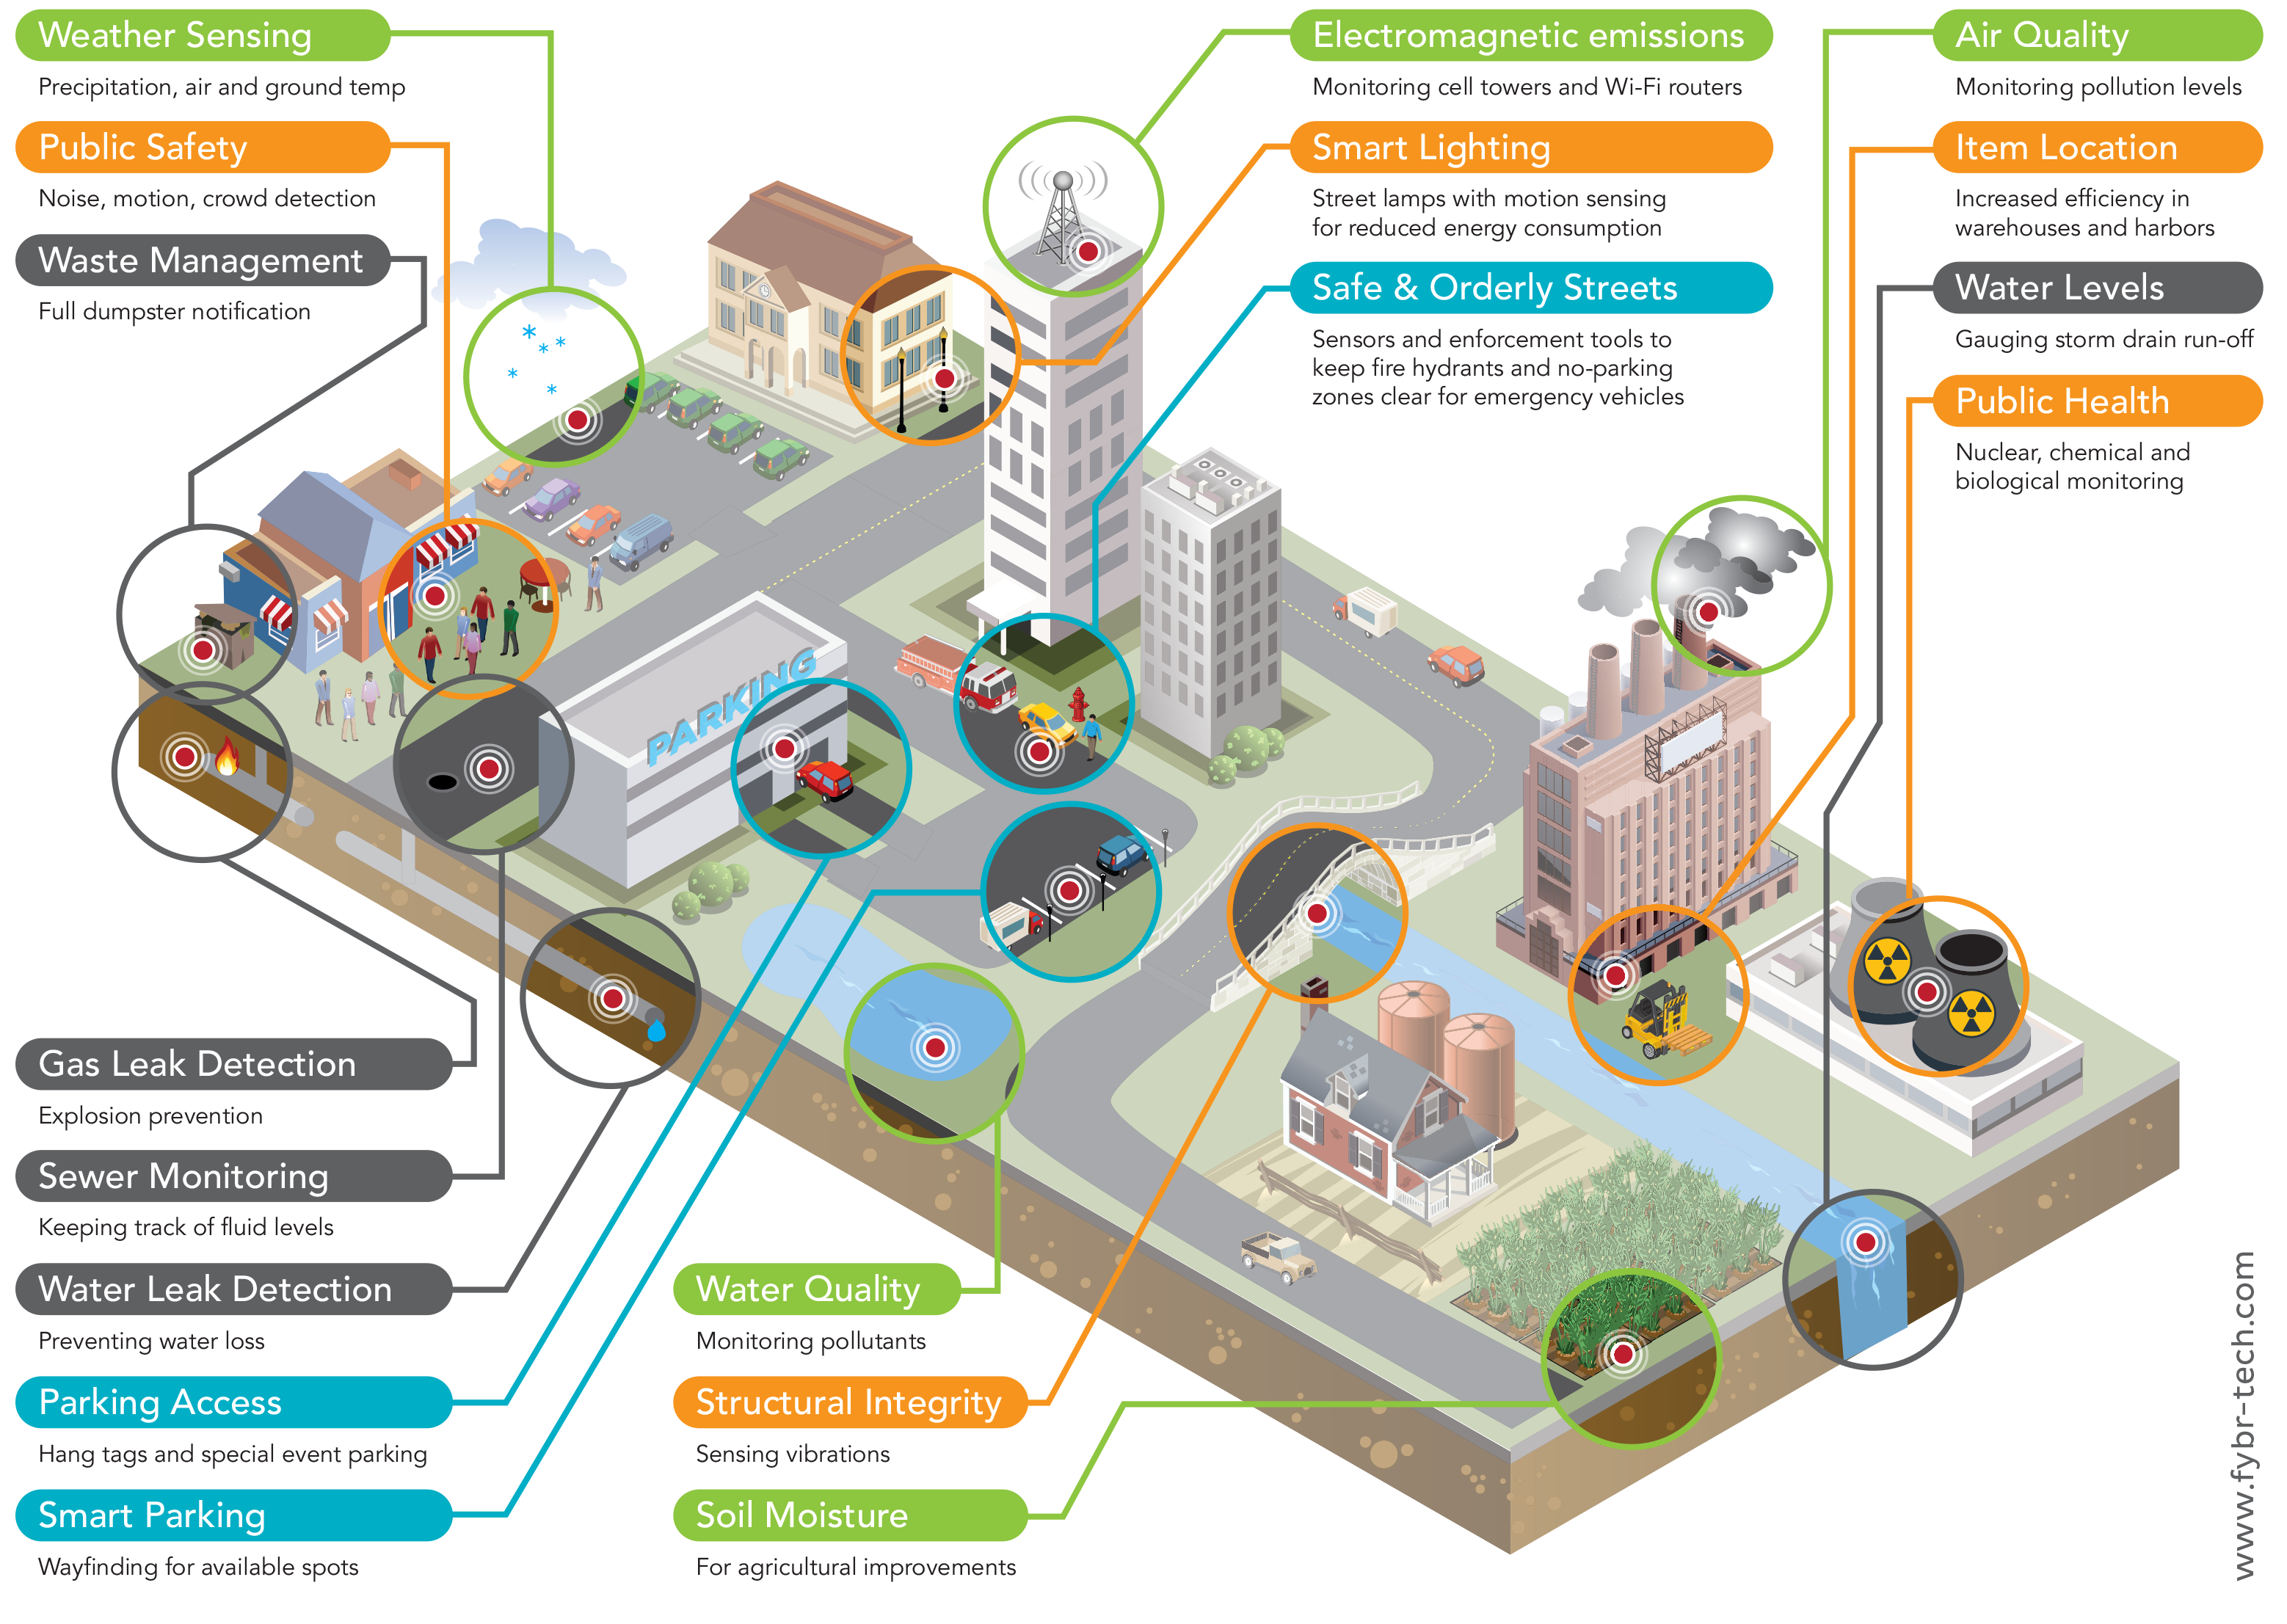 Weather Sensing
Precipitation, air and ground temp
Public Safety
Noise, motion, crowd detection
Waste Management
Full dumpster notification
Electromagnetic emissions
Monitoring cell towers and Wi-Fi routers
Smart Lighting
Street lamps with motion sensing
for reduced energy consumption
Safe & Orderly Streets
Sensors and enforcement tools to
keep fire hydrants and no-parking
zones clear for emergency vehicles
Air Quality
Monitoring pollution levels
Item Location
Increased efficiency in
warehouses and harbors
Water Levels
Gauging storm drain run-off
Public Health
Nuclear, chemical and
biological monitoring
PARKING
Gas Leak Detection
Explosion prevention
Sewer Monitoring
Keeping track of fluid levels
Water Leak Detection
Preventing water loss
Parking Access
Hang tags and special event parking
Smart Parking
Wayfinding for available spots
Water Quality
Monitoring pollutants
Structural Integrity
Sensing vibrations
Soil Moisture
For agricultural improvements
www.fybr-tech.com